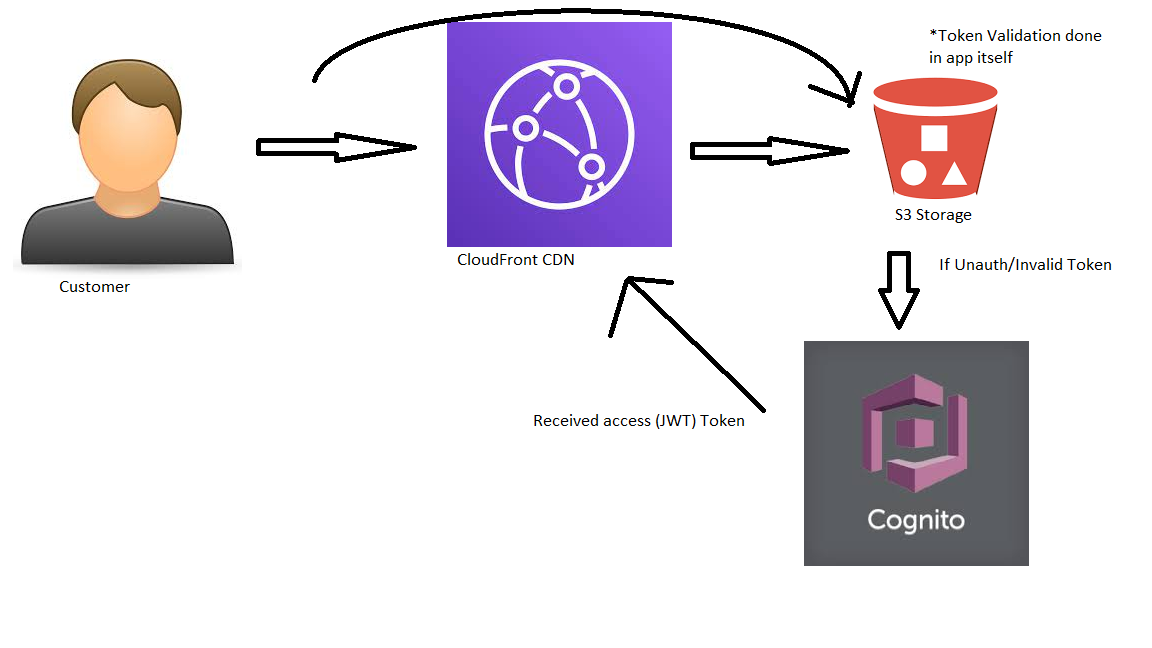 *Token Validation done
in app itself
S3 Storage
CloudFront CDN
If Unauth/Invalid Token
Customer
Received access (JWT) Token
Cognito